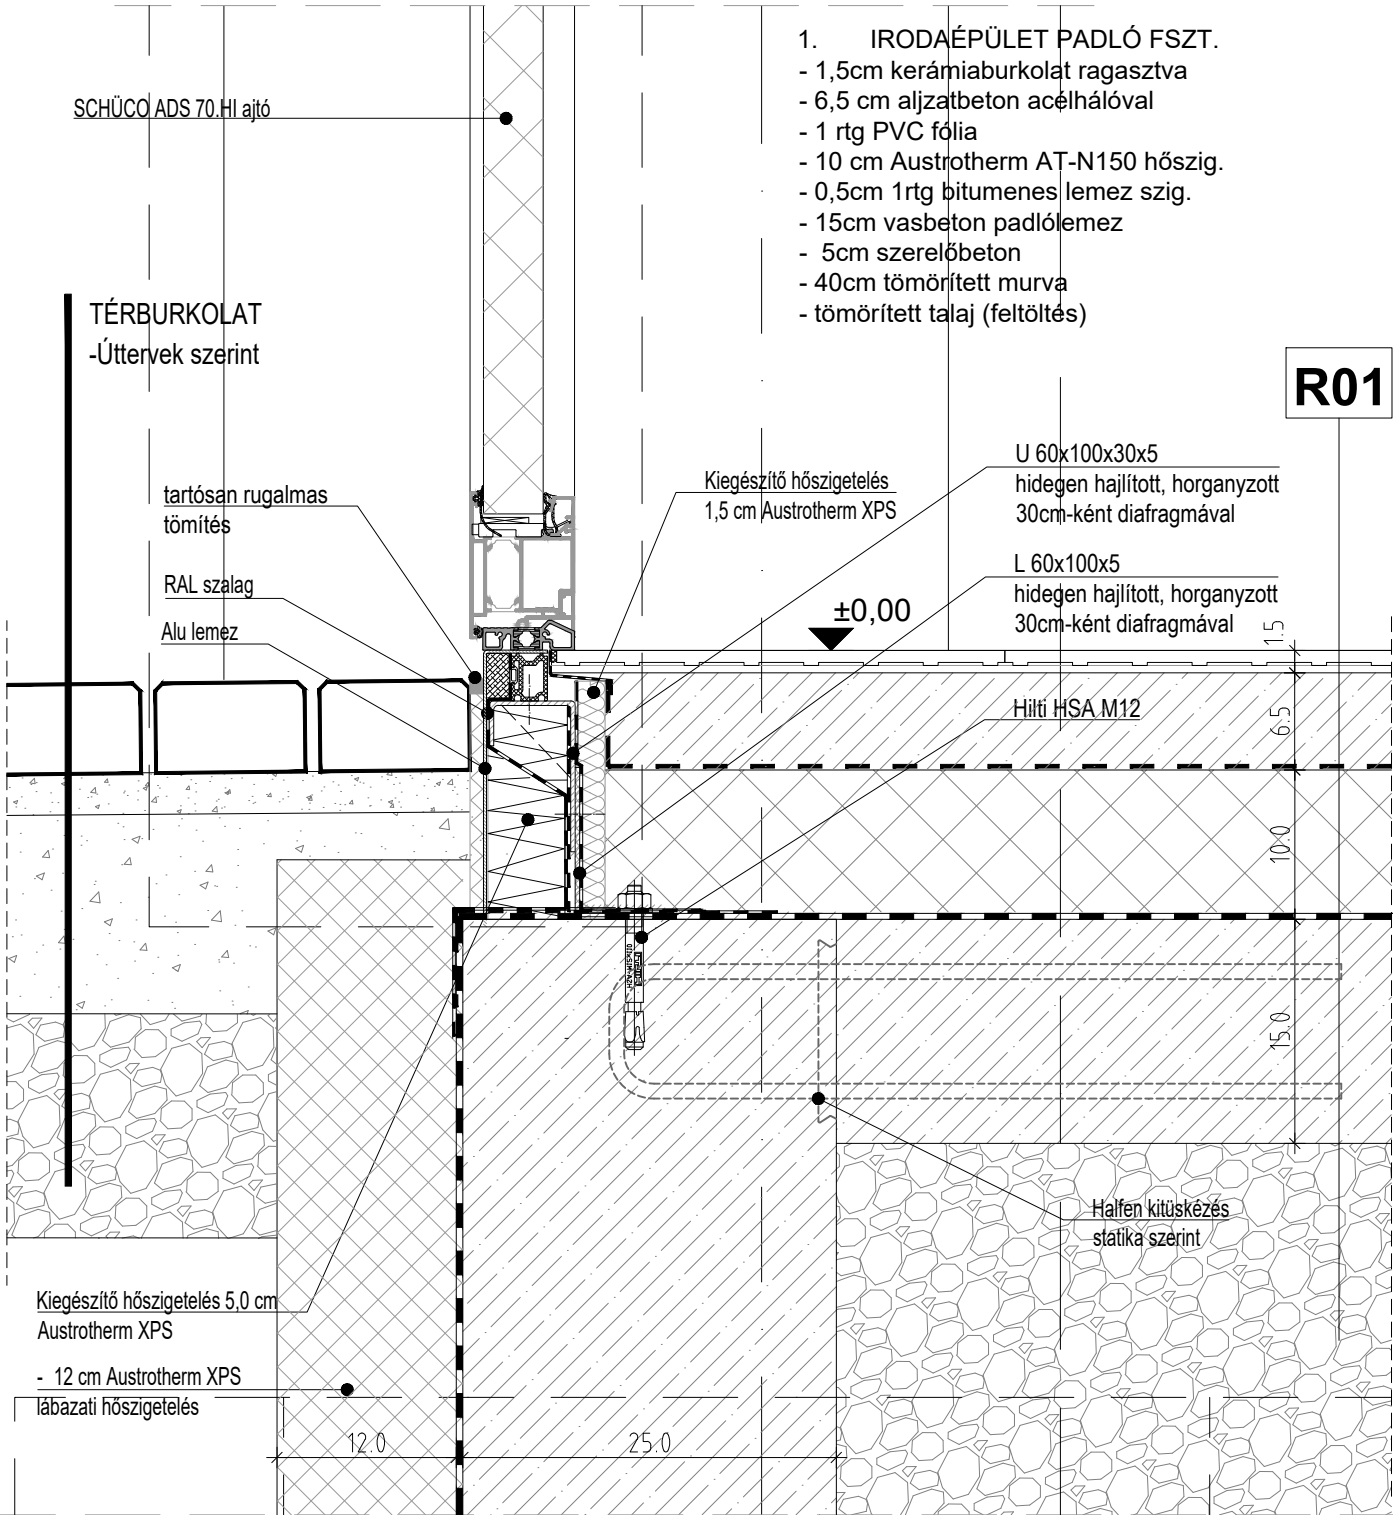 1. IRODAÉPÜLET PADLÓ FSZT.
- 1,5cm kerámiaburkolat ragasztva
- 6,5 cm aljzatbeton acélhálóval
- 1 rtg PVC fólia
- 10 cm Austrotherm AT-N150 hőszig.
- 0,5cm 1rtg bitumenes lemez szig.
- 15cm vasbeton padlólemez
- 5cm szerelőbeton
- 40cm tömörített murva
- tömörített talaj (feltöltés)
SCHÜCO ADS 70.HI ajtó
TÉRBURKOLAT
-Úttervek szerint
R01
tartósan rugalmas
tömítés
RAL szalag
Alu lemez
Kiegészítő hőszigetelés
1,5 cm Austrotherm XPS
U 60x100x30x5
hidegen hajlított, horganyzott
30cm-ként diafragmával
L 60x100x5
hidegen hajlított, horganyzott
30cm-ként diafragmával
±0,00
1.5
Hilti HSA M12
6.5
10.0
15.0
Halfen kitüskézés
statika szerint
Kiegészítő hőszigetelés 5,0 cm
Austrotherm XPS
- 12 cm Austrotherm XPS
lábazati hőszigetelés
12.0
25.0